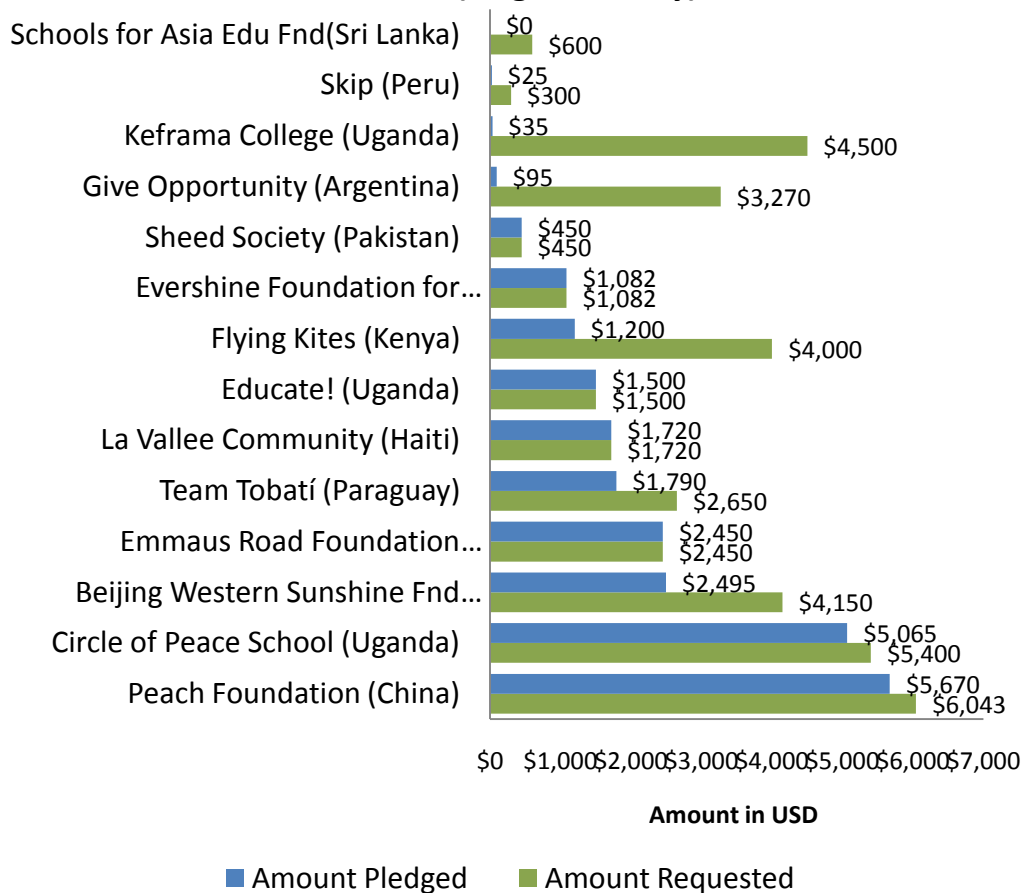 Schools for Asia Edu Fnd(Sri Lanka)
$0
$600
Skip (Peru)
$25
$300
Keframa College (Uganda)
$35
$4,500
Give Opportunity (Argentina)
$95
$3,270
Sheed Society (Pakistan)
$450
$450
Evershine Foundation for...
$1,082
$1,082
Flying Kites (Kenya)
$1,200
$4,000
Educate! (Uganda)
$1,500
$1,500
La Vallee Community (Haiti)
$1,720
$1,720
Team Tobatí (Paraguay)
$1,790
$2,650
Emmaus Road Foundation...
$2,450
$2,450
Beijing Western Sunshine Fnd...
$2,495
$4,150
Circle of Peace School (Uganda)
$5,065
$5,400
Peach Foundation (China)
$5,670
$6,043
$0 $1,000 $2,000 $3,000 $4,000 $5,000 $6,000 $7,000
Amount in USD
Amount Pledged Amount Requested